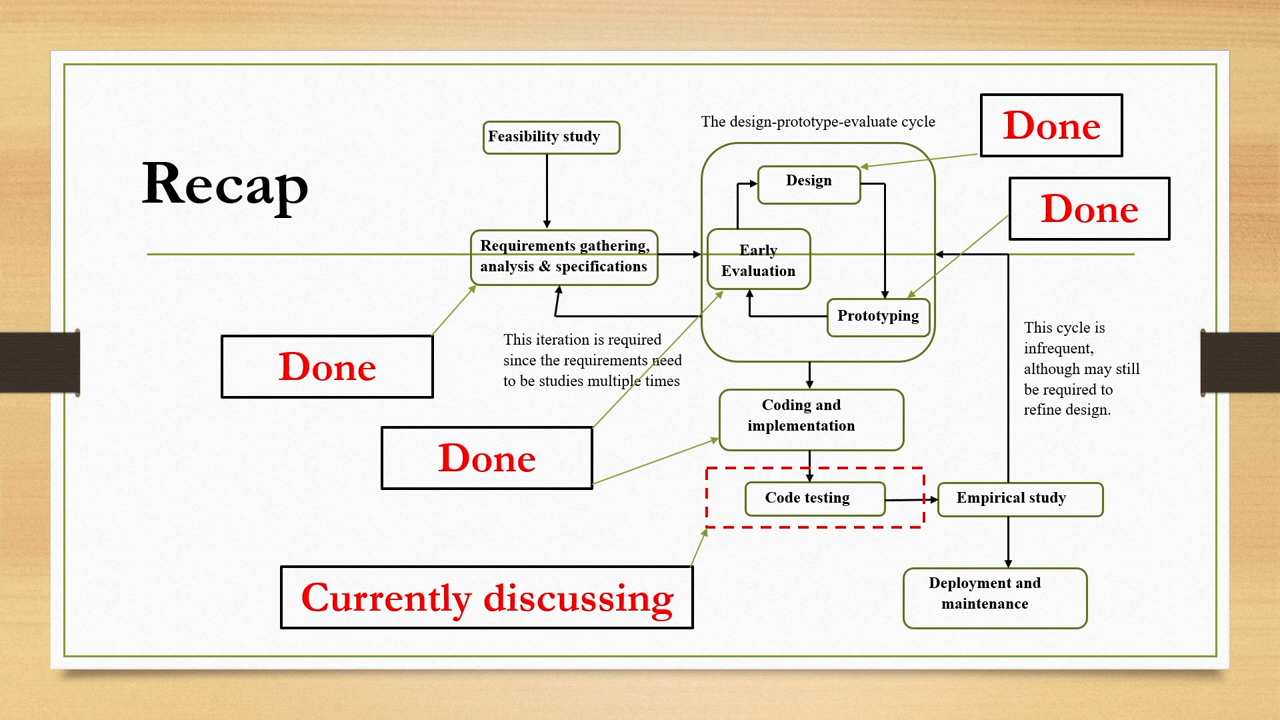 Recap
Feasibility study
The design-prototype-evaluate cycle
Done
Design
Done
Requirements gathering,
analysis & specifications
Early
Evaluation
Prototyping
Done
This iteration is required
since the requirements need
to be studies multiple times
This cycle is
infrequent,
although may still
be required to
refine design.
Coding and
implementation
Done
Code testing
Empirical study
Currently discussing
Deployment and
maintenance